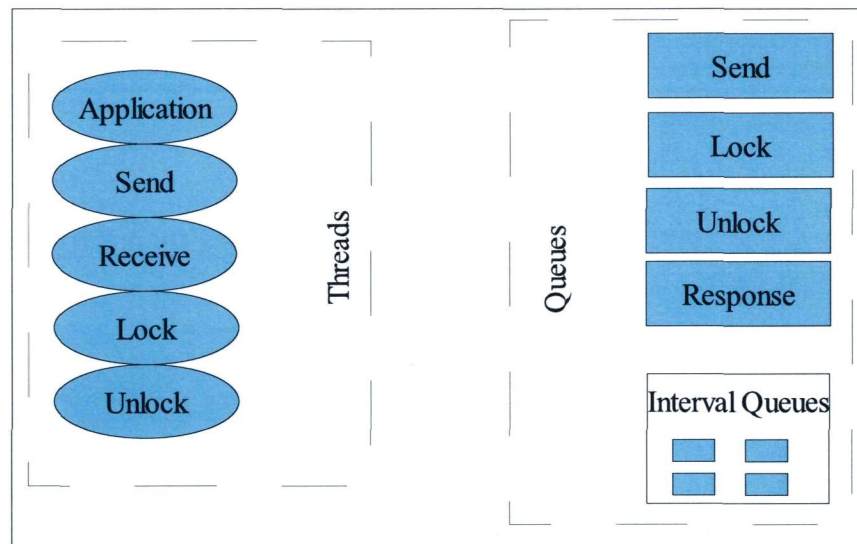 Application
Send
Receive
Lock
Unlock
Threads
Queues
Send
Lock
Unlock
Response
Interval Queues